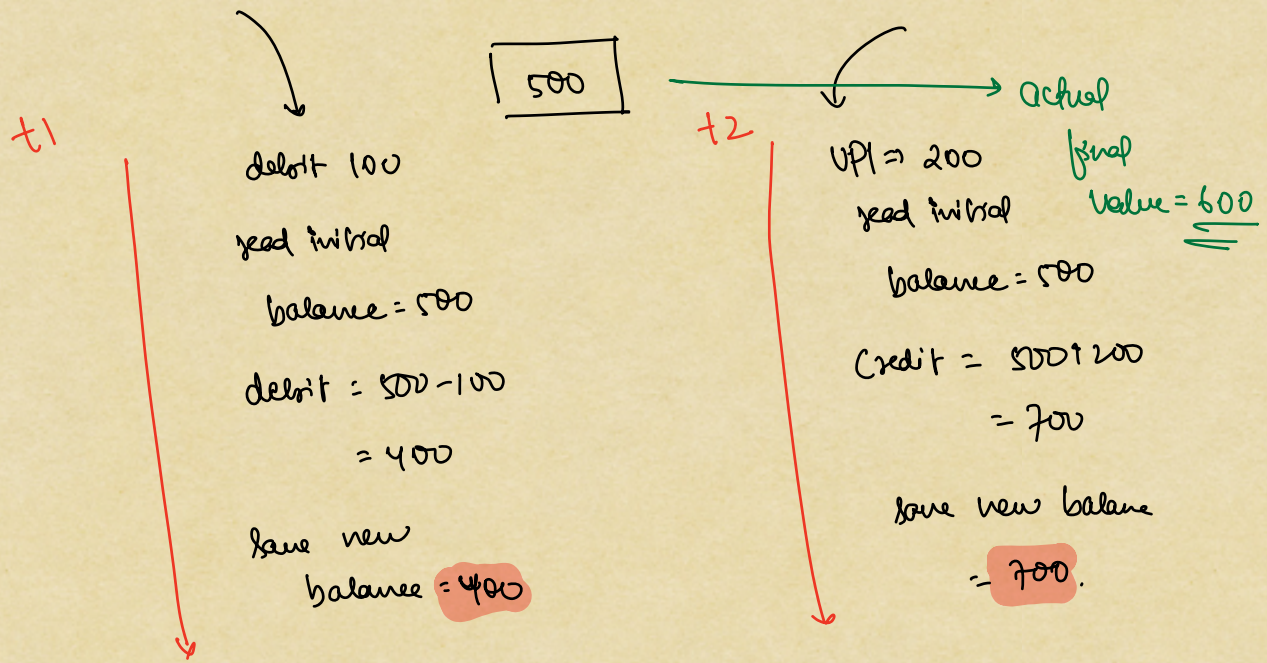 500
t1
debit 100
read initial
balance = 500
debit = 500-100
= 400
save new
balance = 400
t2
UPI => 200
read initial
balance = 500
Credit = 500+200
= 700
save new balane
= 700.
actual
final
value = 600